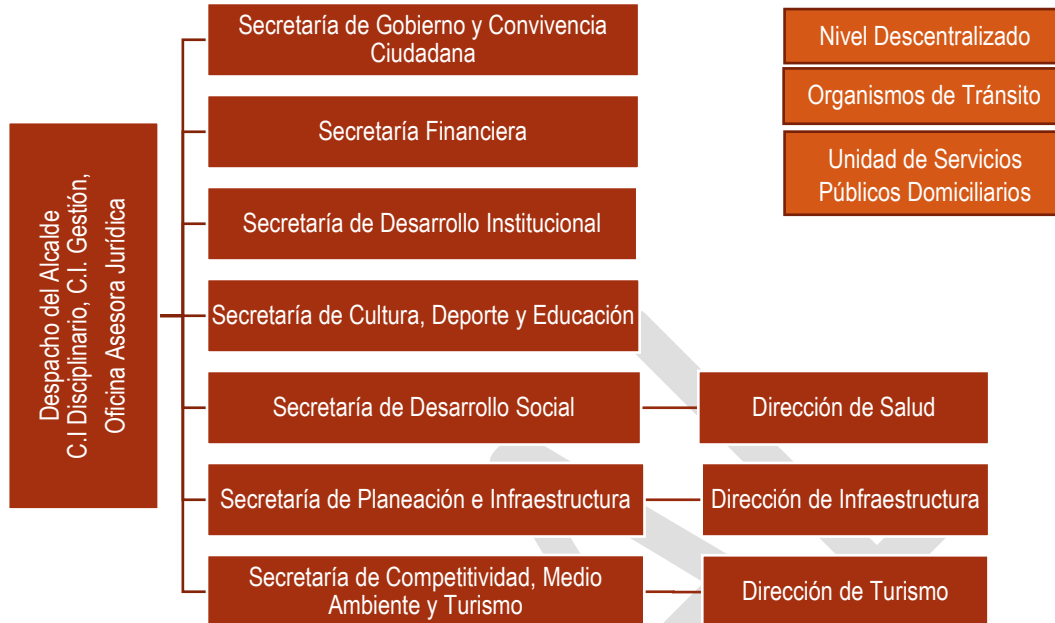 Despacho del Alcalde
C.I Disciplinario, C.I. Gestión,
Oficina Asesora Jurídica
Secretaría de Gobierno y Convivencia
Ciudadana
Secretaría Financiera
Secretaría de Desarrollo Institucional
Secretaría de Cultura, Deporte y Educación
Secretaría de Desarrollo Social
Dirección de Salud
Secretaría de Planeación e Infraestructura
Dirección de Infraestructura
Secretaría de Competitividad, Medio
Ambiente y Turismo
Dirección de Turismo
Nivel Descentralizado
Organismos de Tránsito
Unidad de Servicios
Públicos Domiciliarios